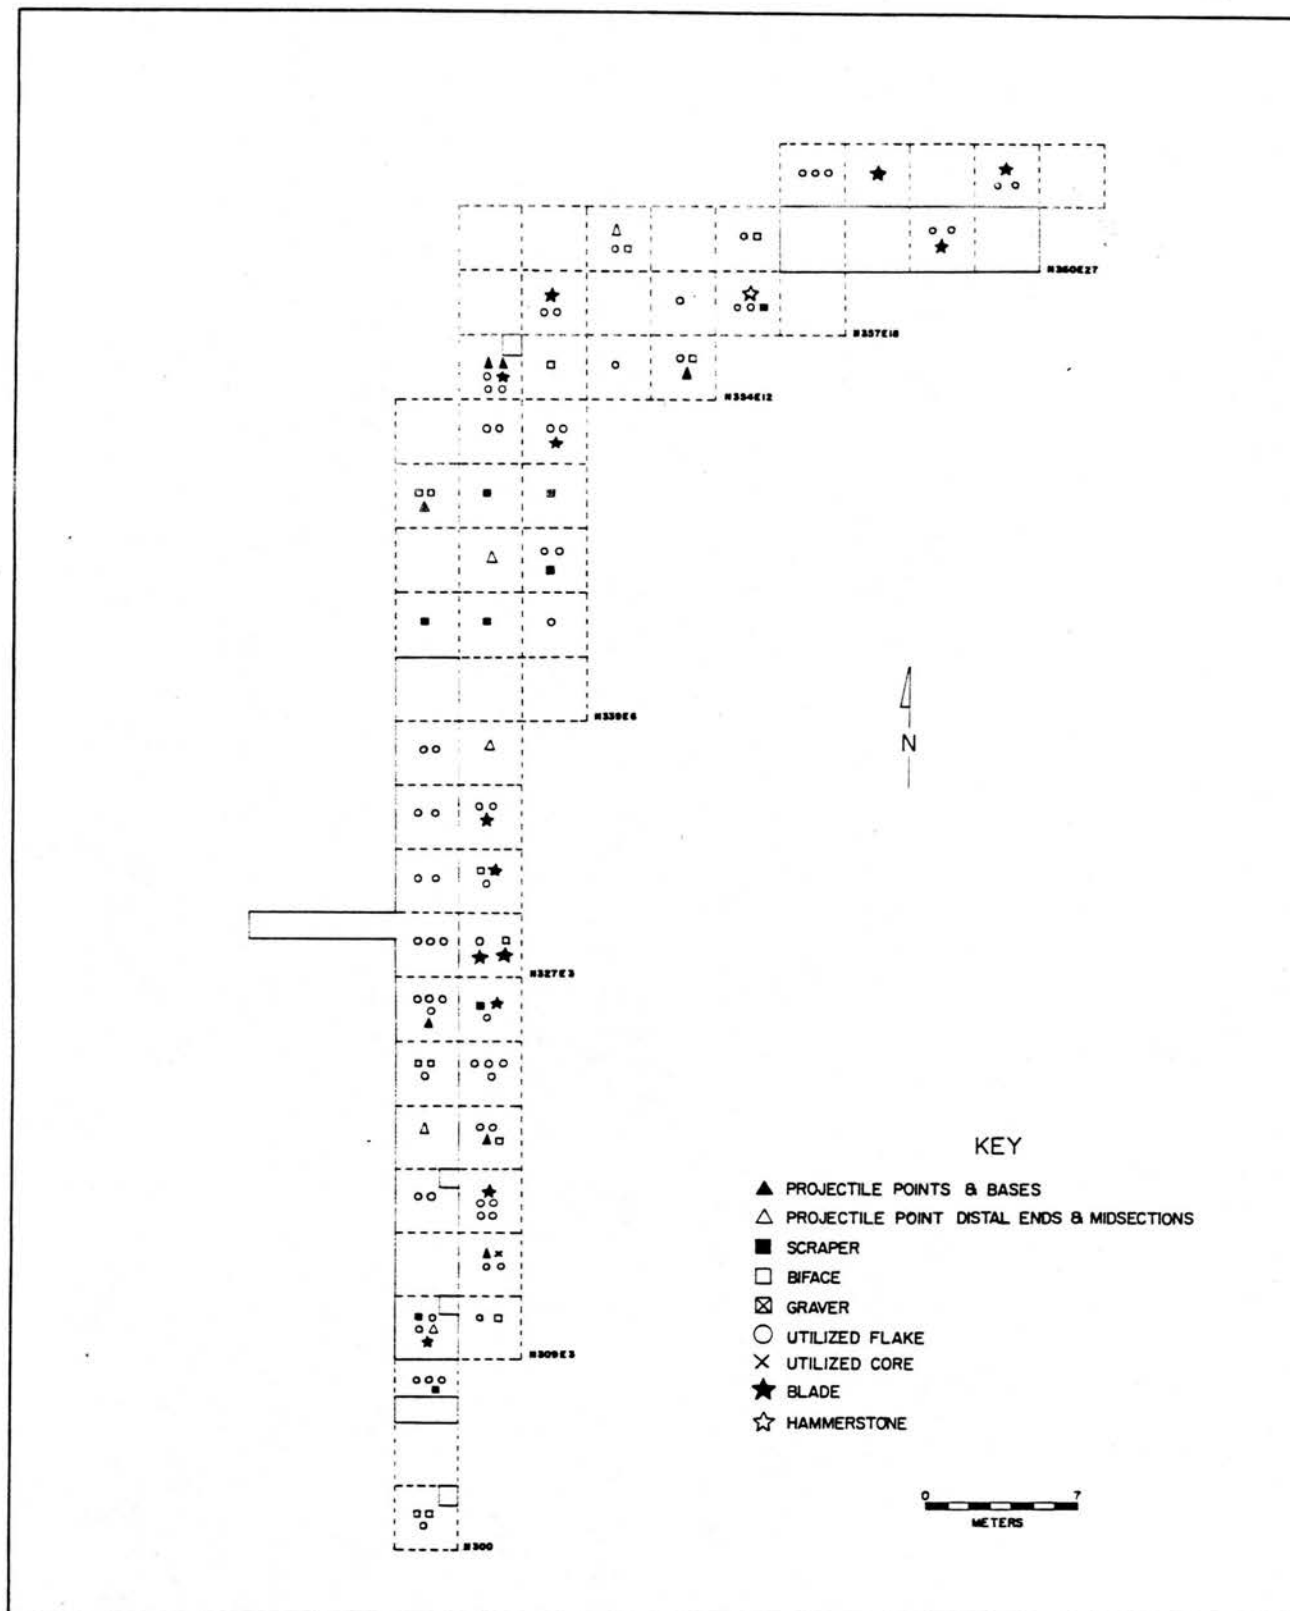 N360E27
N357E18
N354E12
N339E6
N
N327E3
KEY
PROJECTILE POINTS & BASES
PROJECTILE POINT DISTAL ENDS & MIDSECTIONS
SCRAPER
BIFACE
GRAVER
UTILIZED FLAKE
UTILIZED CORE
N309E3
BLADE
HAMMERSTONE
0 7
METERS
N300